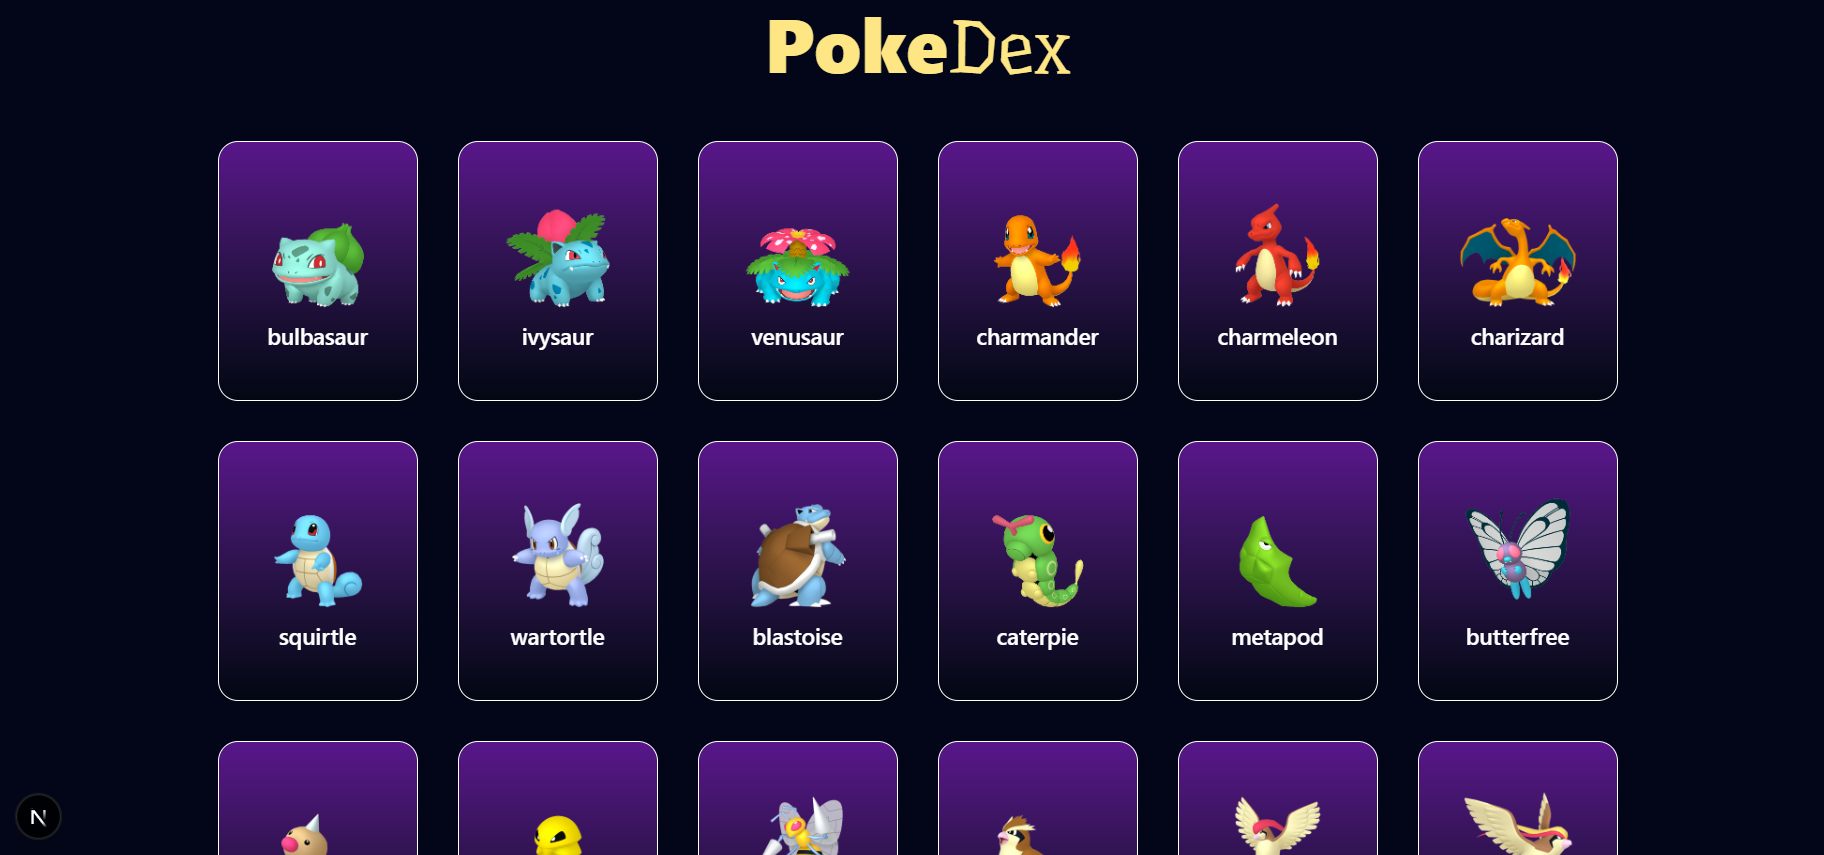 PokeDex
bulbasaur
ivysaur
venusaur
charmander
charmeleon
charizard
squirtle
wartortle
blastoise
caterpie
metapod
butterfree
N